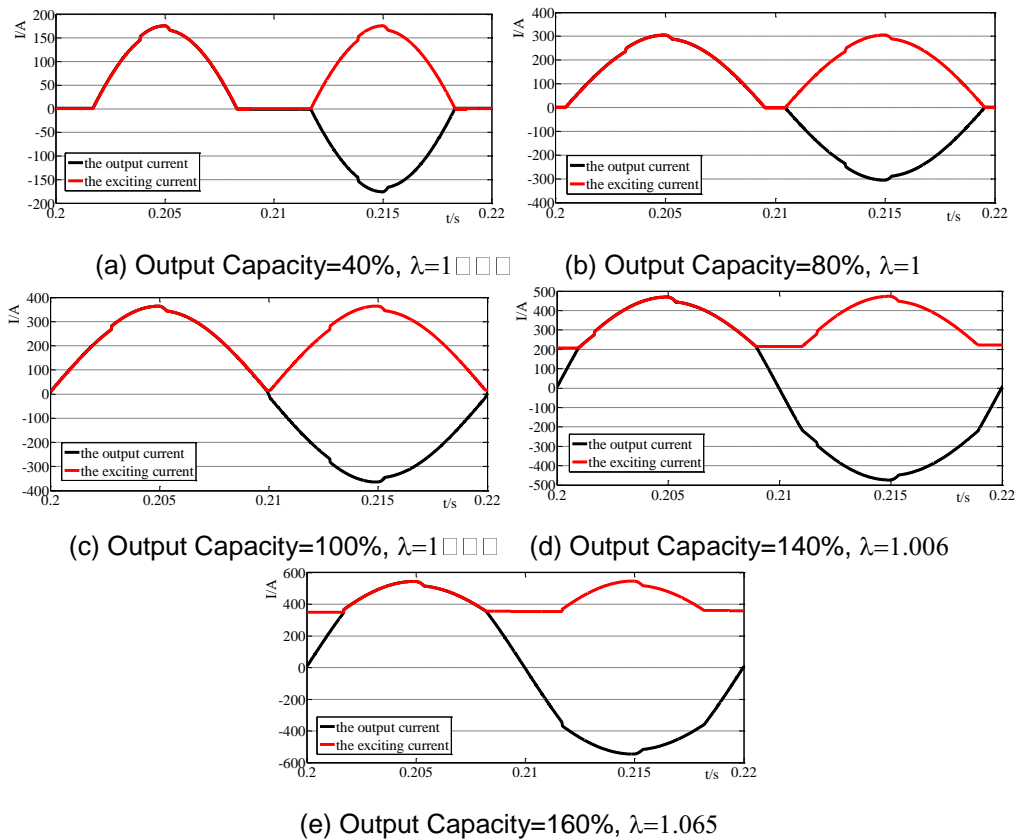 I/A
200
150
100
50
0
-50
-100
-150
200
the output current
the exciting current
0.2
0.205
0.21
0.215
t/s
0.22
(a) Output Capacity=40%, λ=1□□□
I/A
400
300
200
100
0
-100
-200
-300
-400
the output current
the exciting current
0.2
0.205
0.21
0.215
t/s
0.22
(b) Output Capacity=80%, λ=1
I/A
400
300
200
100
0
-100
-200
-300
-400
the output current
the exciting current
0.2
0.205
0.21
0.215
t/s
0.22
(c) Output Capacity=100%, λ=1□□□
I/A
500
400
300
200
100
0
-100
-200
-300
-400
-500
the output current
the exciting current
0.2
0.205
0.21
0.215
t/s
0.22
(d) Output Capacity=140%, λ=1.006
I/A
600
400
200
0
-200
-400
-600
the output current
the exciting current
0.2
0.205
0.21
0.215
t/s
0.22
(e) Output Capacity=160%, λ=1.065